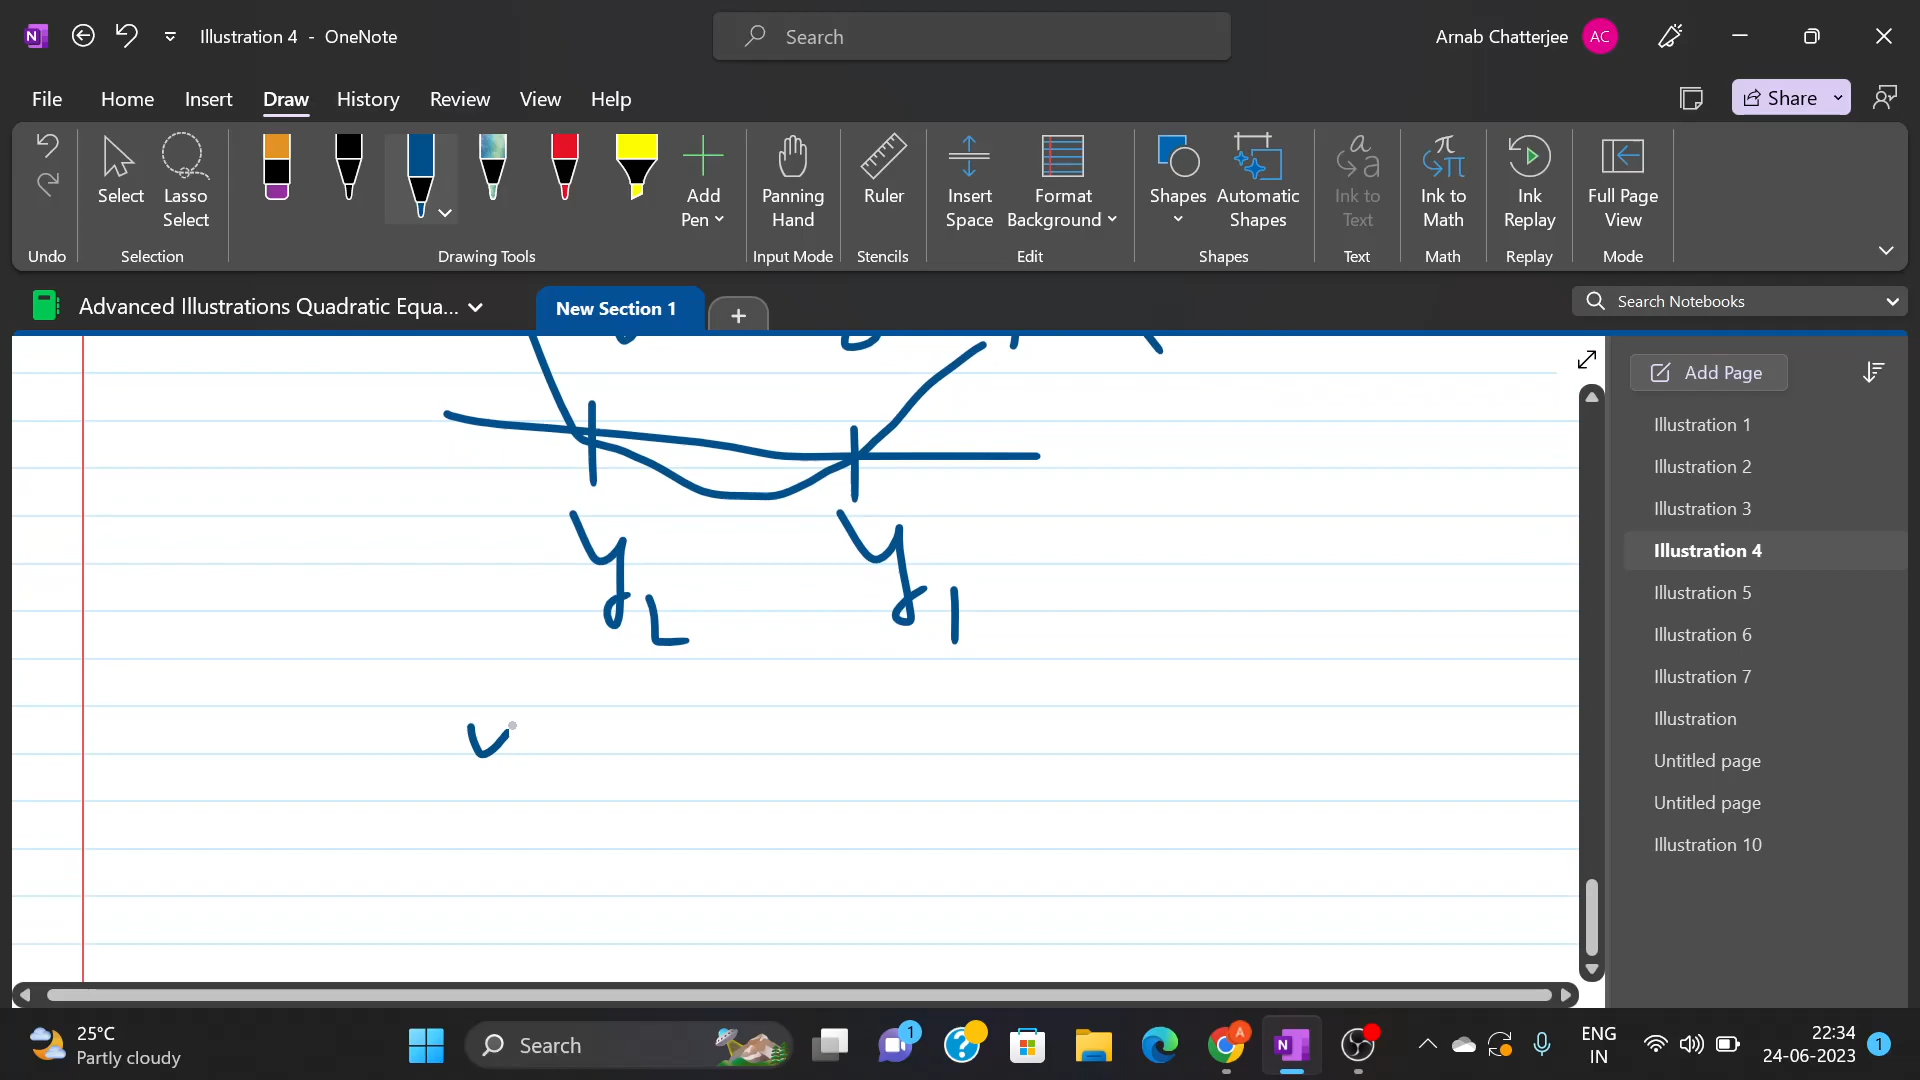 Illustration 4 - OneNote
Search
Arnab Chatterjee AC
File Home Insert Draw History Review View Help
Share
Select
Lasso Select
Add Pen
Panning Hand
Ruler
Insert Space
Format Background
Shapes
Automatic Shapes
Ink to Text
Ink to Math
Ink Replay
Full Page View
Undo Selection Drawing Tools Input Mode Stencils Edit Shapes Text Math Replay Mode
Advanced Illustrations Quadratic Equa...
New Section 1
+
Search Notebooks
Add Page
Illustration 1
Illustration 2
Illustration 3
Illustration 4
Illustration 5
Illustration 6
Illustration 7
Illustration
Untitled page
Untitled page
Illustration 10
y2 y1
25°C
Partly cloudy
Search
1
A
ENG
IN
22:34
24-06-2023
1